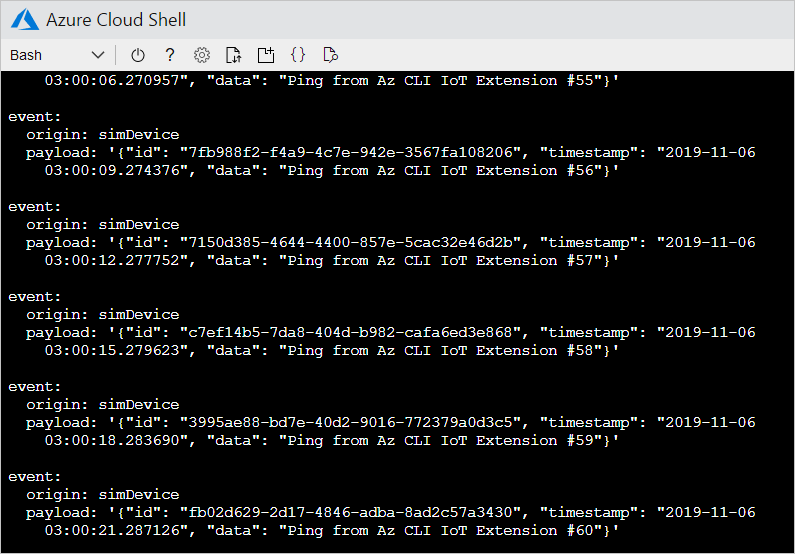 Azure Cloud Shell
Bash
03:00:06.270957", "data": "Ping from Az CLI IoT Extension #55"}'
event:
origin: simDevice
payload: '{"id": "7fb988f2-f4a9-4c7e-942e-3567fa108206", "timestamp": "2019-11-06
03:00:09.274376", "data": "Ping from Az CLI IoT Extension #56"}'
event:
origin: simDevice
payload: '{"id": "7150d385-4644-4400-857e-5cac32e46d2b", "timestamp": "2019-11-06
03:00:12.277752", "data": "Ping from Az CLI IoT Extension #57"}'
event:
origin: simDevice
payload: '{"id": "c7ef14b5-7da8-404d-b982-cafa6ed3e868", "timestamp": "2019-11-06
03:00:15.279623", "data": "Ping from Az CLI IoT Extension #58"}'
event:
origin: simDevice
payload: '{"id": "3995ae88-bd7e-40d2-9016-772379a0d3c5", "timestamp": "2019-11-06
03:00:18.283690", "data": "Ping from Az CLI IoT Extension #59"}'
event:
origin: simDevice
payload: '{"id": "fb02d629-2d17-4846-adba-8ad2c57a3430", "timestamp": "2019-11-06
03:00:21.287126", "data": "Ping from Az CLI IoT Extension #60"}'